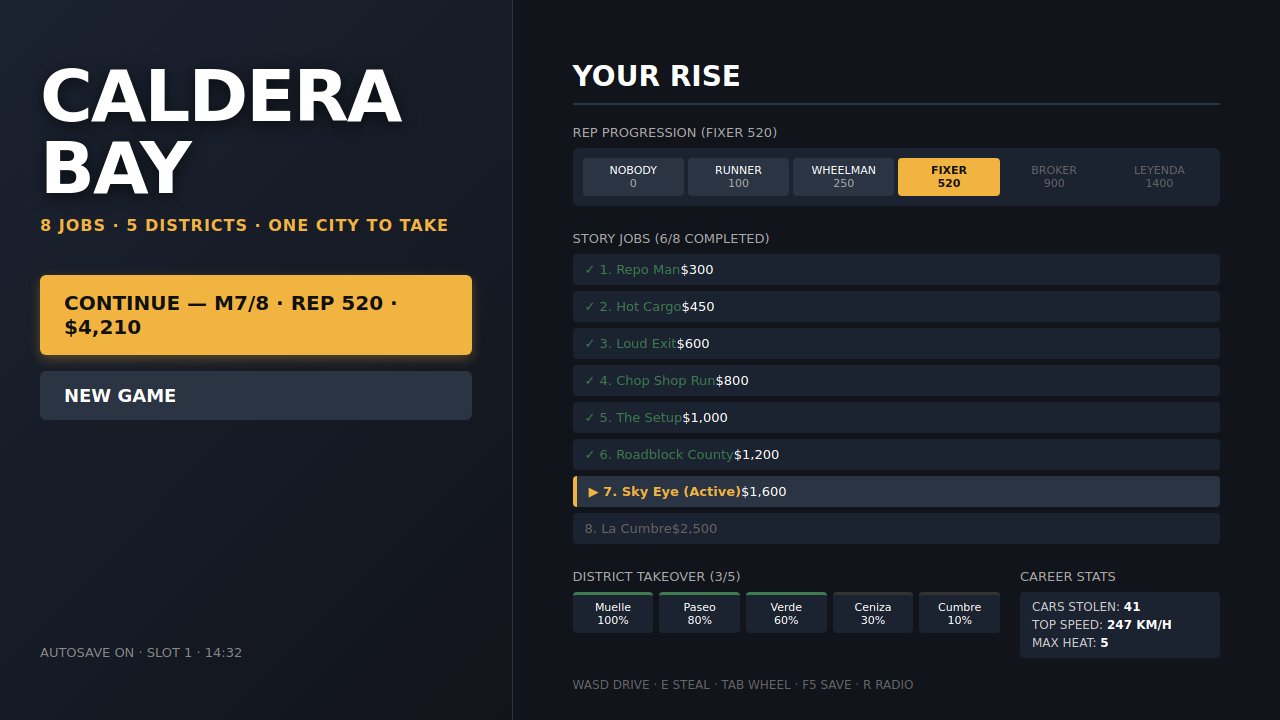 CALDERA
BAY
8 JOBS · 5 DISTRICTS · ONE CITY TO TAKE
CONTINUE — M7/8 · REP 520 ·
$4,210
NEW GAME
AUTOSAVE ON · SLOT 1 · 14:32
YOUR RISE
REP PROGRESSION (FIXER 520)
NOBODY
0
RUNNER
100
WHEELMAN
250
FIXER
520
BROKER
900
LEYENDA
1400
STORY JOBS (6/8 COMPLETED)
✓ 1. Repo Man$300
✓ 2. Hot Cargo$450
✓ 3. Loud Exit$600
✓ 4. Chop Shop Run$800
✓ 5. The Setup$1,000
✓ 6. Roadblock County$1,200
▶ 7. Sky Eye (Active)$1,600
8. La Cumbre$2,500
DISTRICT TAKEOVER (3/5)
Muelle
100%
Paseo
80%
Verde
60%
Ceniza
30%
Cumbre
10%
CAREER STATS
CARS STOLEN: 41
TOP SPEED: 247 KM/H
MAX HEAT: 5
WASD DRIVE · E STEAL · TAB WHEEL · F5 SAVE · R RADIO